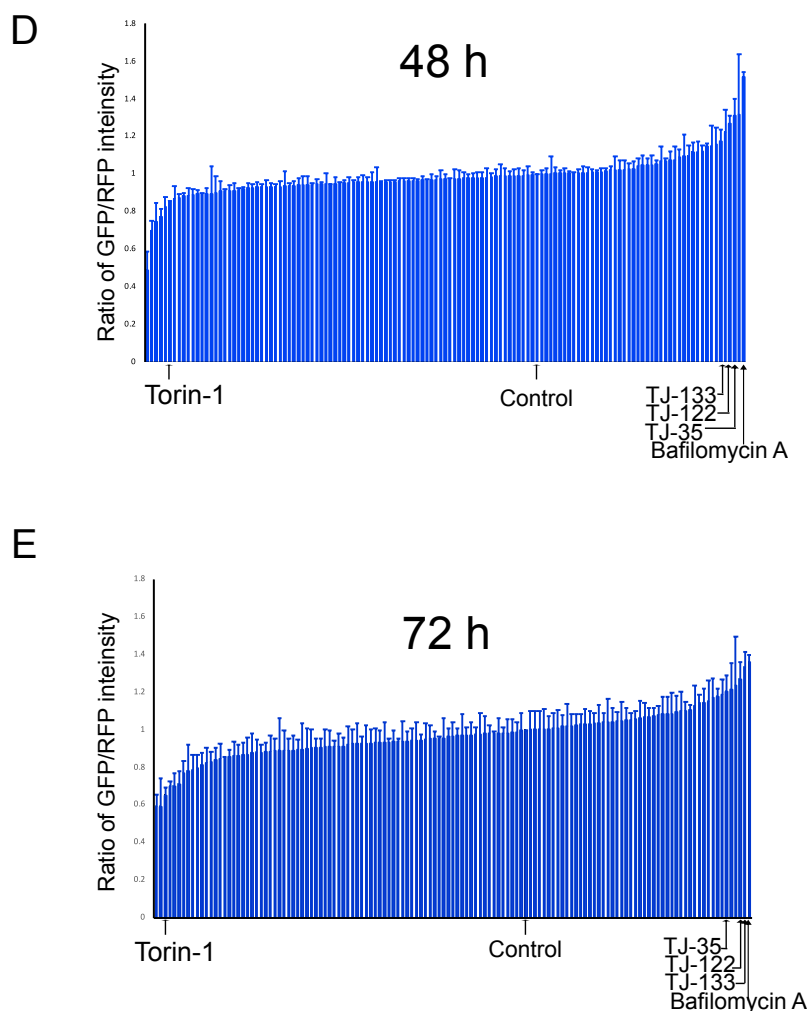 D
48 h
Ratio of GFP/RFP inteinsity
1.8
1.6
1.4
1.2
1
0.8
0.6
0.4
0.2
0
Torin-1
Control
TJ-133
TJ-122
TJ-35
Bafilomycin A
E
72 h
Ratio of GFP/RFP inteinsity
1.8
1.6
1.4
1.2
1
0.8
0.6
0.4
0.2
0
Torin-1
Control
TJ-35
TJ-122
TJ-133
Bafilomycin A